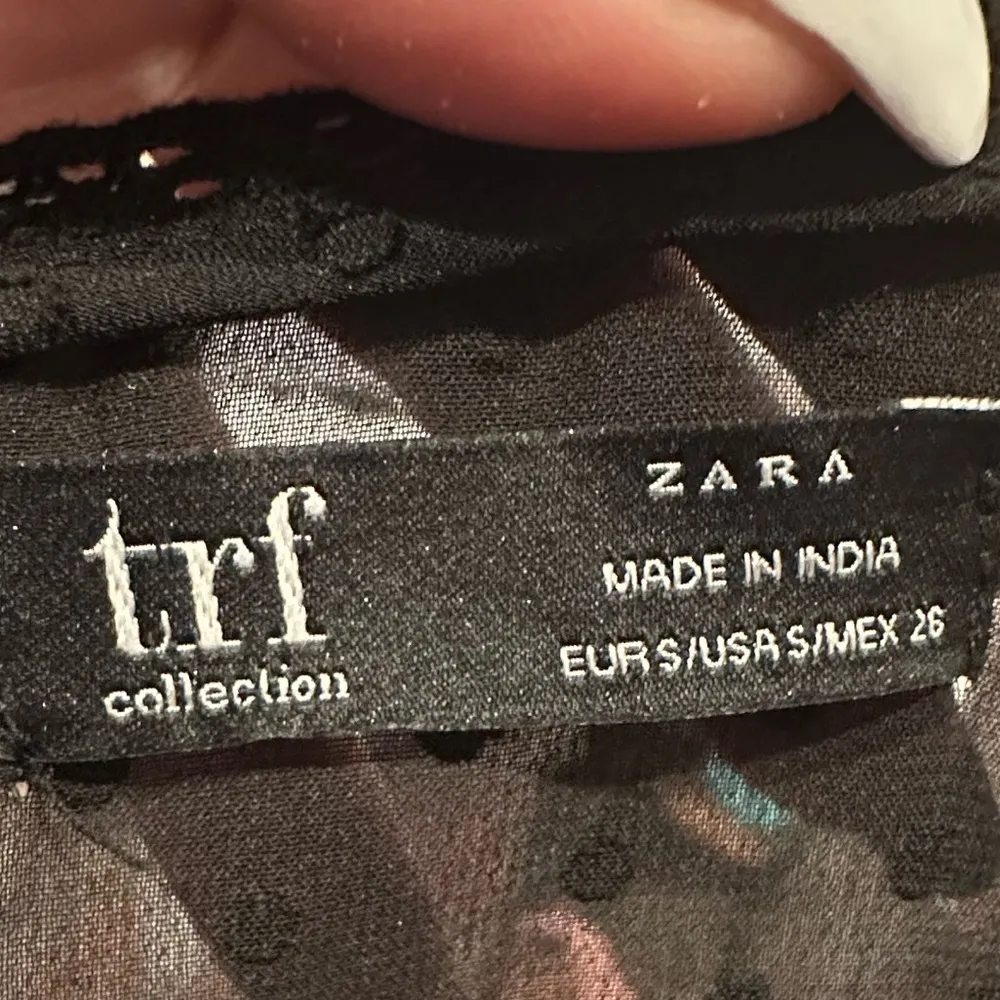 trf
collection
ZARA
MADE IN INDIA
EUR S/USA S/MEX 26